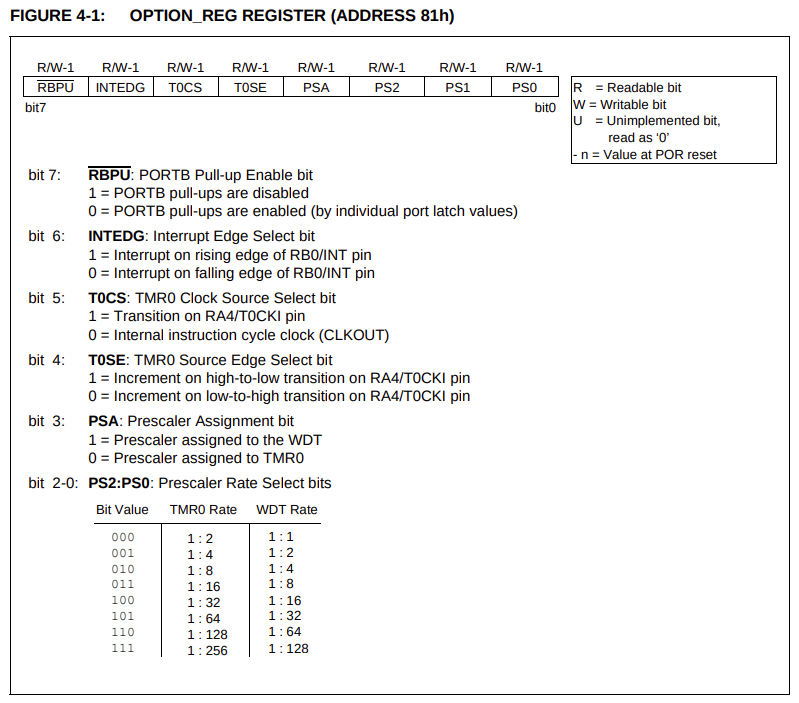 FIGURE 4-1: OPTION_REG REGISTER (ADDRESS 81h)
R/W-1 R/W-1 R/W-1 R/W-1 R/W-1 R/W-1 R/W-1 R/W-1
RBPU INTEDG T0CS T0SE PSA PS2 PS1 PS0
bit7 bit0
R = Readable bit
W = Writable bit
U = Unimplemented bit,
read as ‘0’
- n = Value at POR reset
bit 7: RBPU: PORTB Pull-up Enable bit
1 = PORTB pull-ups are disabled
0 = PORTB pull-ups are enabled (by individual port latch values)
bit 6: INTEDG: Interrupt Edge Select bit
1 = Interrupt on rising edge of RB0/INT pin
0 = Interrupt on falling edge of RB0/INT pin
bit 5: T0CS: TMR0 Clock Source Select bit
1 = Transition on RA4/T0CKI pin
0 = Internal instruction cycle clock (CLKOUT)
bit 4: T0SE: TMR0 Source Edge Select bit
1 = Increment on high-to-low transition on RA4/T0CKI pin
0 = Increment on low-to-high transition on RA4/T0CKI pin
bit 3: PSA: Prescaler Assignment bit
1 = Prescaler assigned to the WDT
0 = Prescaler assigned to TMR0
bit 2-0: PS2:PS0: Prescaler Rate Select bits
Bit Value TMR0 Rate WDT Rate
000 1 : 2 1 : 1
001 1 : 4 1 : 2
010 1 : 8 1 : 4
011 1 : 16 1 : 8
100 1 : 32 1 : 16
101 1 : 64 1 : 32
110 1 : 128 1 : 64
111 1 : 256 1 : 128